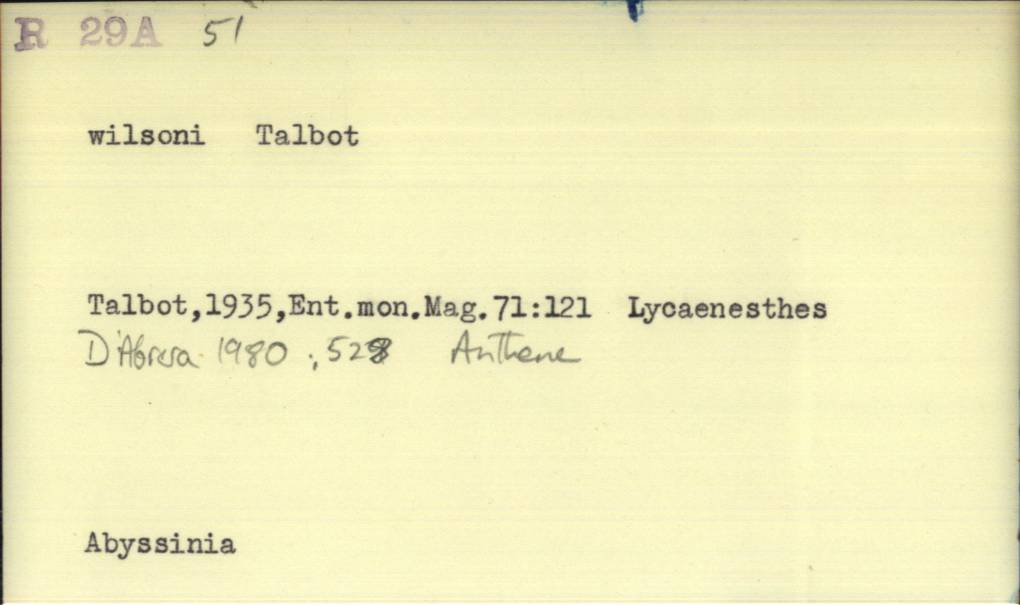 R 29A 51
wilsoni Talbot
Talbot,1935,Ent.mon.Mag.71:121 Lycaenesthes
D'Abrera. 1980 :, 528 Anthene
Abyssinia